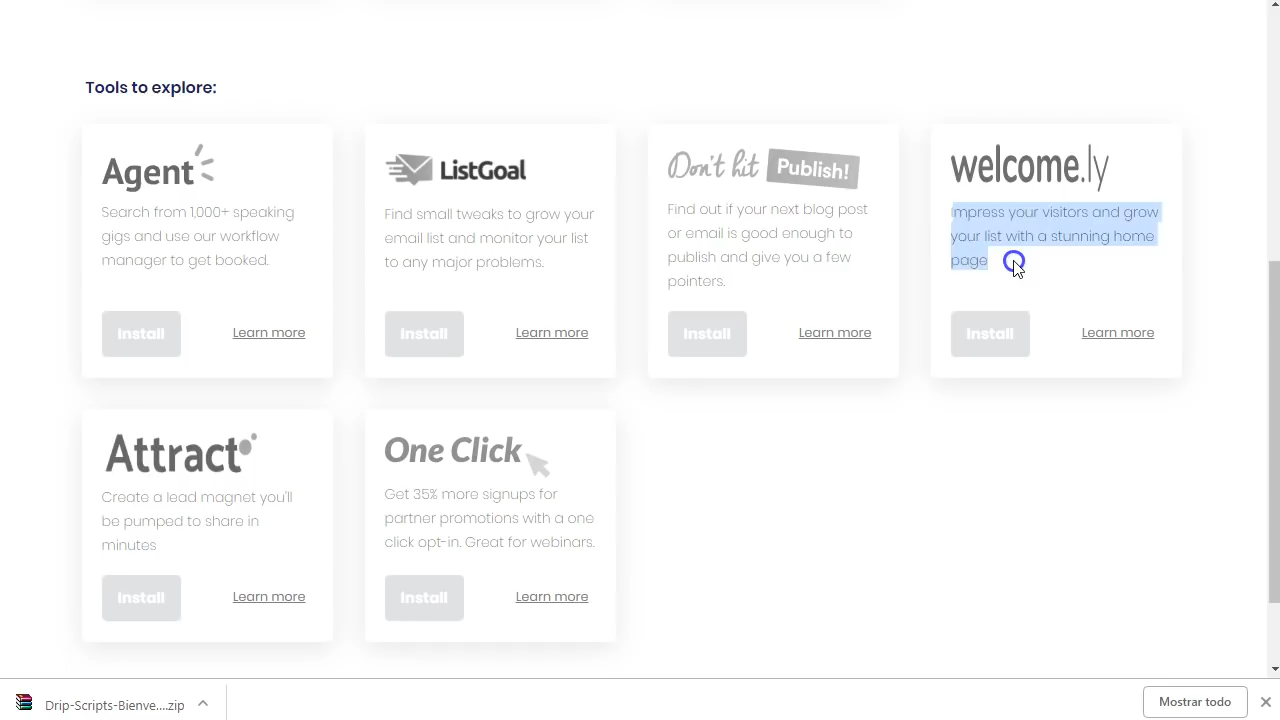 Tools to explore:
Agent
Search from 1,000+ speaking
gigs and use our workflow
manager to get booked.
Install
Learn more
ListGoal
Find small tweaks to grow your
email list and monitor your list
to any major problems.
Install
Learn more
Don't hit Publish!
Find out if your next blog post
or email is good enough to
publish and give you a few
pointers.
Install
Learn more
welcome.ly
Impress your visitors and grow
your list with a stunning home
page
Install
Learn more
Attract
Create a lead magnet you'll
be pumped to share in
minutes
Install
Learn more
One Click
Get 35% more signups for
partner promotions with a one
click opt-in. Great for webinars.
Install
Learn more
Drip-Scripts-Bienve....zip
Mostrar todo